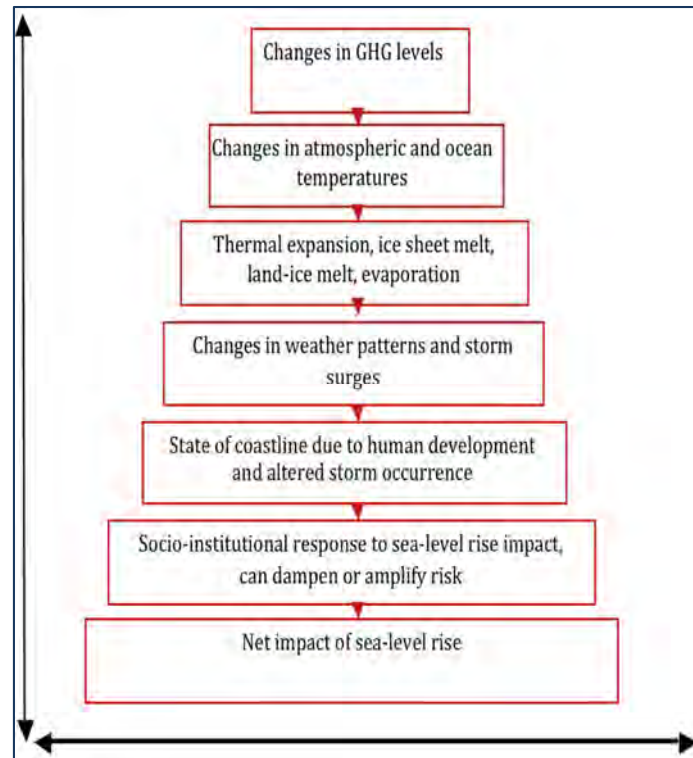 Changes in GHG levels
Changes in atmospheric and ocean
temperatures
Thermal expansion, ice sheet melt,
land-ice melt, evaporation
Changes in weather patterns and storm
surges
State of coastline due to human development
and altered storm occurrence
Socio-institutional response to sea-level rise impact,
can dampen or amplify risk
Net impact of sea-level rise